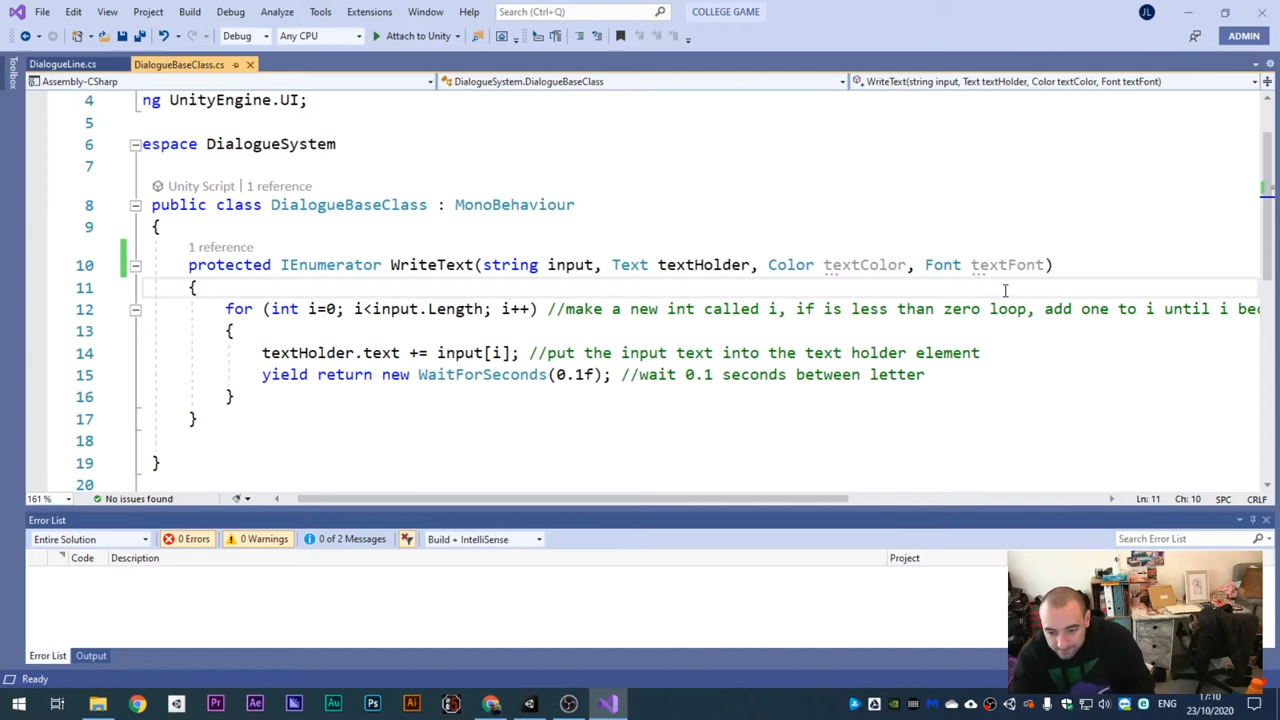 File Edit View Project Build Debug Analyze Tools Extensions Window Help Search (Ctrl+Q) COLLEGE GAME JL
Debug Any CPU Attach to Unity ADMIN
Toolbox
DialogueLine.cs DialogueBaseClass.cs
Assembly-CSharp DialogueSystem.DialogueBaseClass WriteText(string input, Text textHolder, Color textColor, Font textFont)
4 ng UnityEngine.UI;
5
6 espace DialogueSystem
7
Unity Script | 1 reference
8 public class DialogueBaseClass : MonoBehaviour
9 {
1 reference
10 protected IEnumerator WriteText(string input, Text textHolder, Color textColor, Font textFont)
11 {
12 for (int i=0; i<input.Length; i++) //make a new int called i, if is less than zero loop, add one to i until i bec
13 {
14 textHolder.text += input[i]; //put the input text into the text holder element
15 yield return new WaitForSeconds(0.1f); //wait 0.1 seconds between letter
16 }
17 }
18
19 }
20
161 % No issues found Ln: 11 Ch: 10 SPC CRLF
Error List
Entire Solution 0 Errors 0 Warnings 0 of 2 Messages Build + IntelliSense Search Error List
Code Description Project
Error List Output
Ready
Pr Ae Au Ps Ai ENG 17:10
23/10/2020